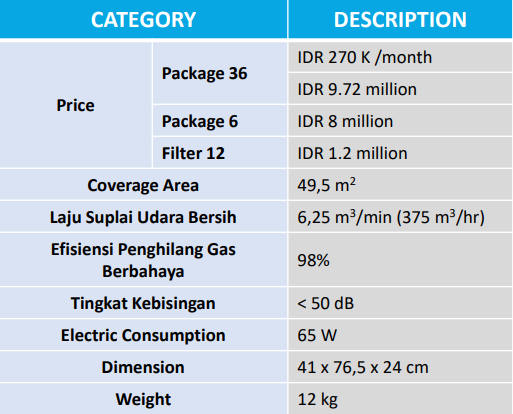 CATEGORY DESCRIPTION
Price Package 36 IDR 270 K /month
IDR 9.72 million
Package 6 IDR 8 million
Filter 12 IDR 1.2 million
Coverage Area 49,5 m²
Laju Suplai Udara Bersih 6,25 m³/min (375 m³/hr)
Efisiensi Penghilang Gas
Berbahaya 98%
Tingkat Kebisingan < 50 dB
Electric Consumption 65 W
Dimension 41 x 76,5 x 24 cm
Weight 12 kg